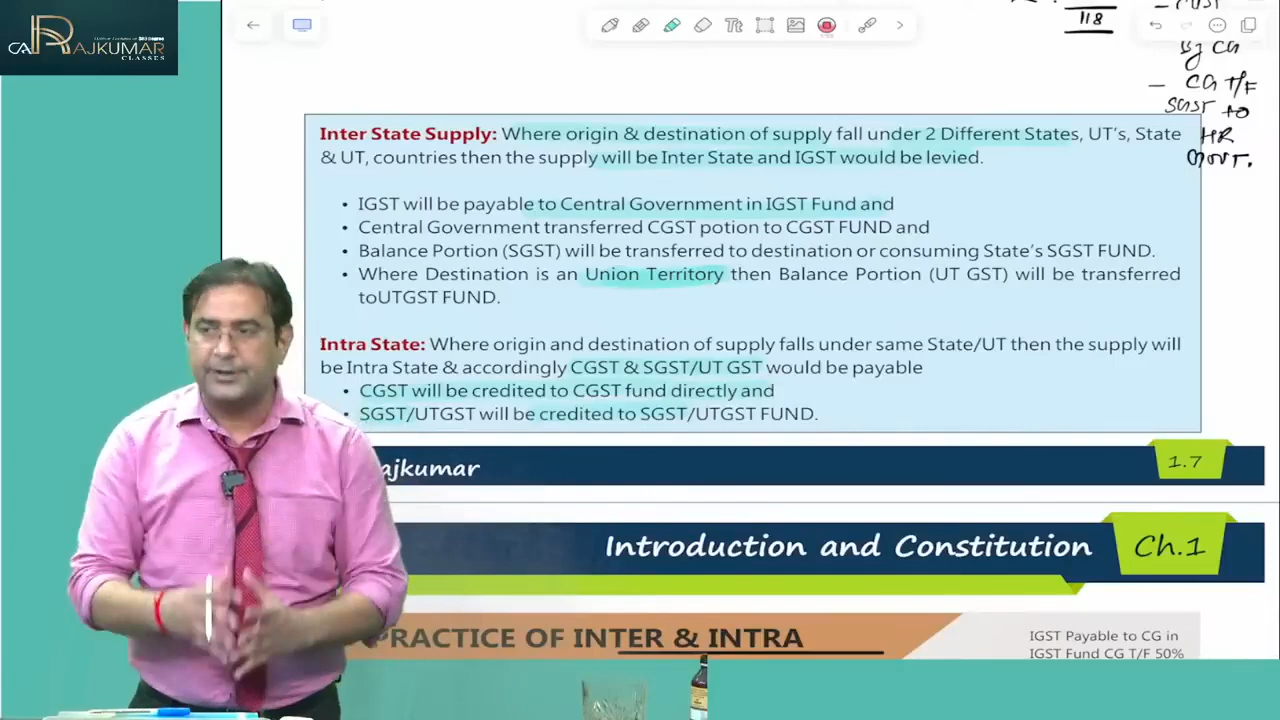 CA RAJKUMAR
CLASSES
118
By CG
— CG T/F
SGST to
HR
Govt.
Inter State Supply: Where origin & destination of supply fall under 2 Different States, UT's, State
& UT, countries then the supply will be Inter State and IGST would be levied.
• IGST will be payable to Central Government in IGST Fund and
• Central Government transferred CGST potion to CGST FUND and
• Balance Portion (SGST) will be transferred to destination or consuming State's SGST FUND.
• Where Destination is an Union Territory then Balance Portion (UT GST) will be transferred
toUTGST FUND.
Intra State: Where origin and destination of supply falls under same State/UT then the supply will
be Intra State & accordingly CGST & SGST/UT GST would be payable
• CGST will be credited to CGST fund directly and
• SGST/UTGST will be credited to SGST/UTGST FUND.
ajkumar
1.7
Introduction and Constitution
Ch.1
PRACTICE OF INTER & INTRA
IGST Payable to CG in
IGST Fund CG T/F 50%